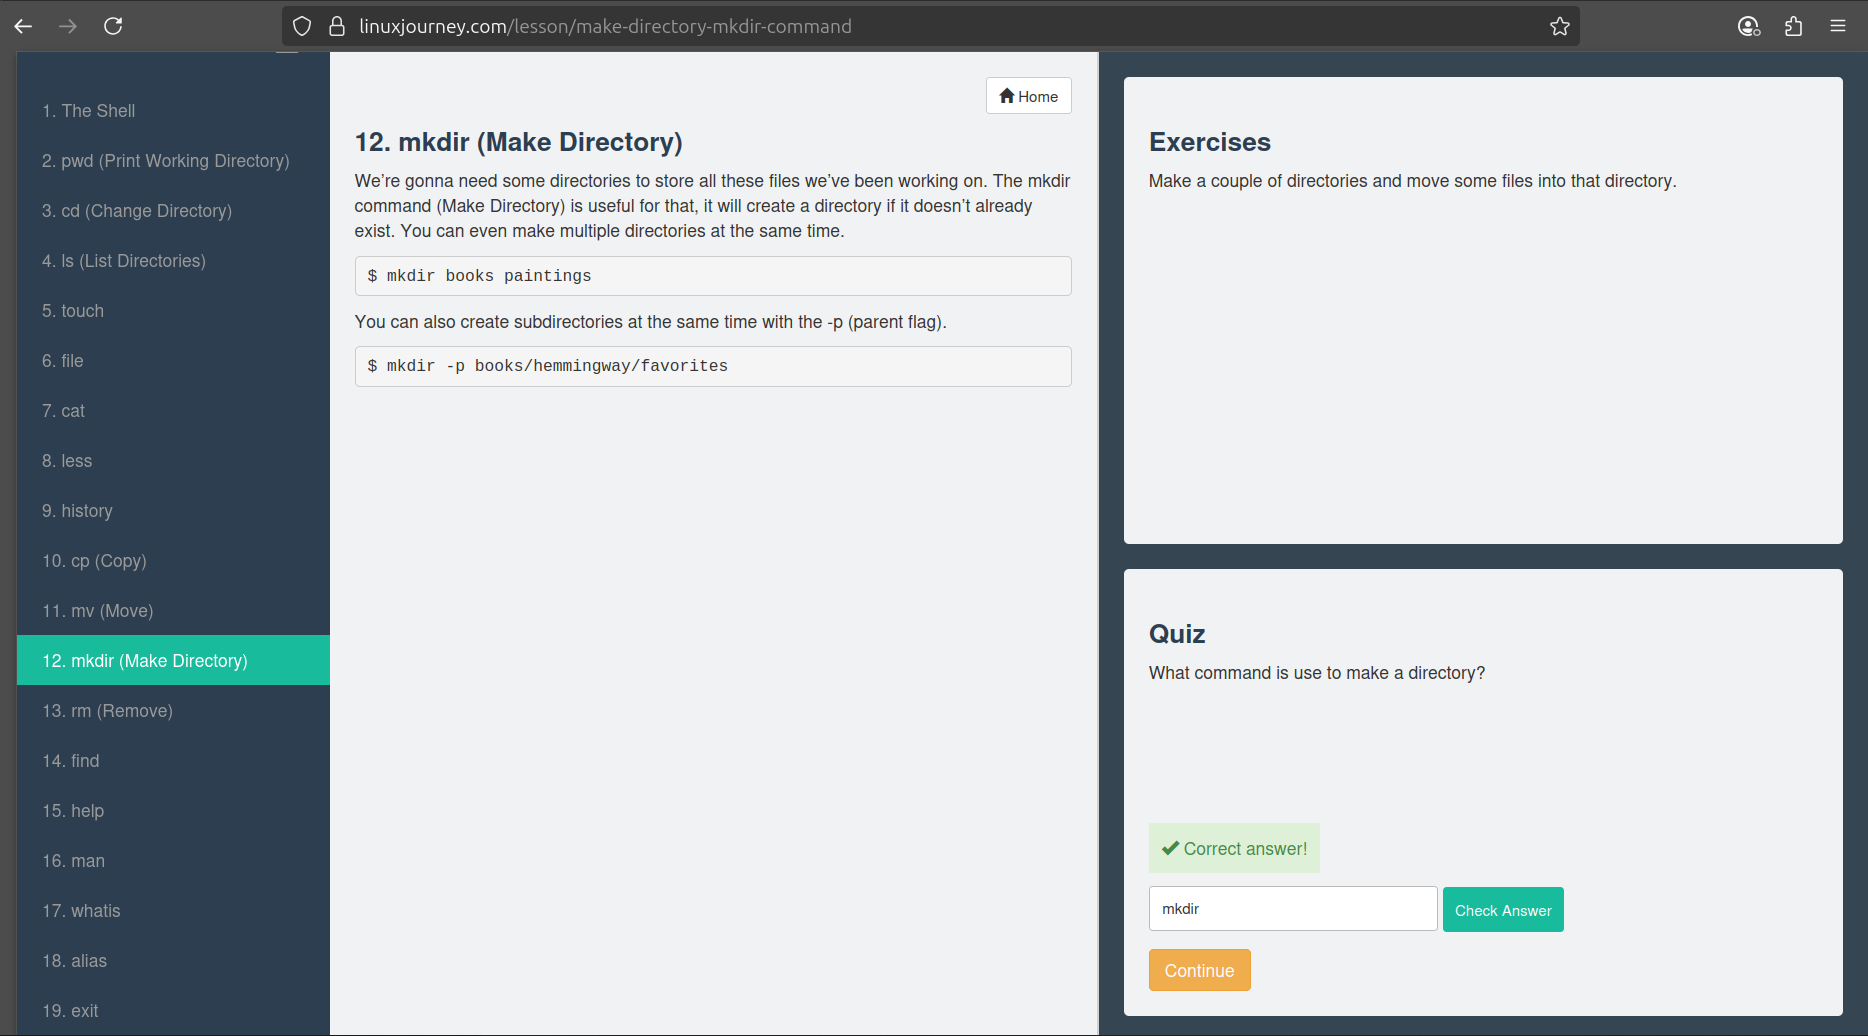 linuxjourney.com/lesson/make-directory-mkdir-command
1. The Shell
2. pwd (Print Working Directory)
3. cd (Change Directory)
4. ls (List Directories)
5. touch
6. file
7. cat
8. less
9. history
10. cp (Copy)
11. mv (Move)
12. mkdir (Make Directory)
13. rm (Remove)
14. find
15. help
16. man
17. whatis
18. alias
19. exit
Home
12. mkdir (Make Directory)
We’re gonna need some directories to store all these files we’ve been working on. The mkdir
command (Make Directory) is useful for that, it will create a directory if it doesn’t already
exist. You can even make multiple directories at the same time.
$ mkdir books paintings
You can also create subdirectories at the same time with the -p (parent flag).
$ mkdir -p books/hemmingway/favorites
Exercises
Make a couple of directories and move some files into that directory.
Quiz
What command is use to make a directory?
Correct answer!
mkdir
Check Answer
Continue